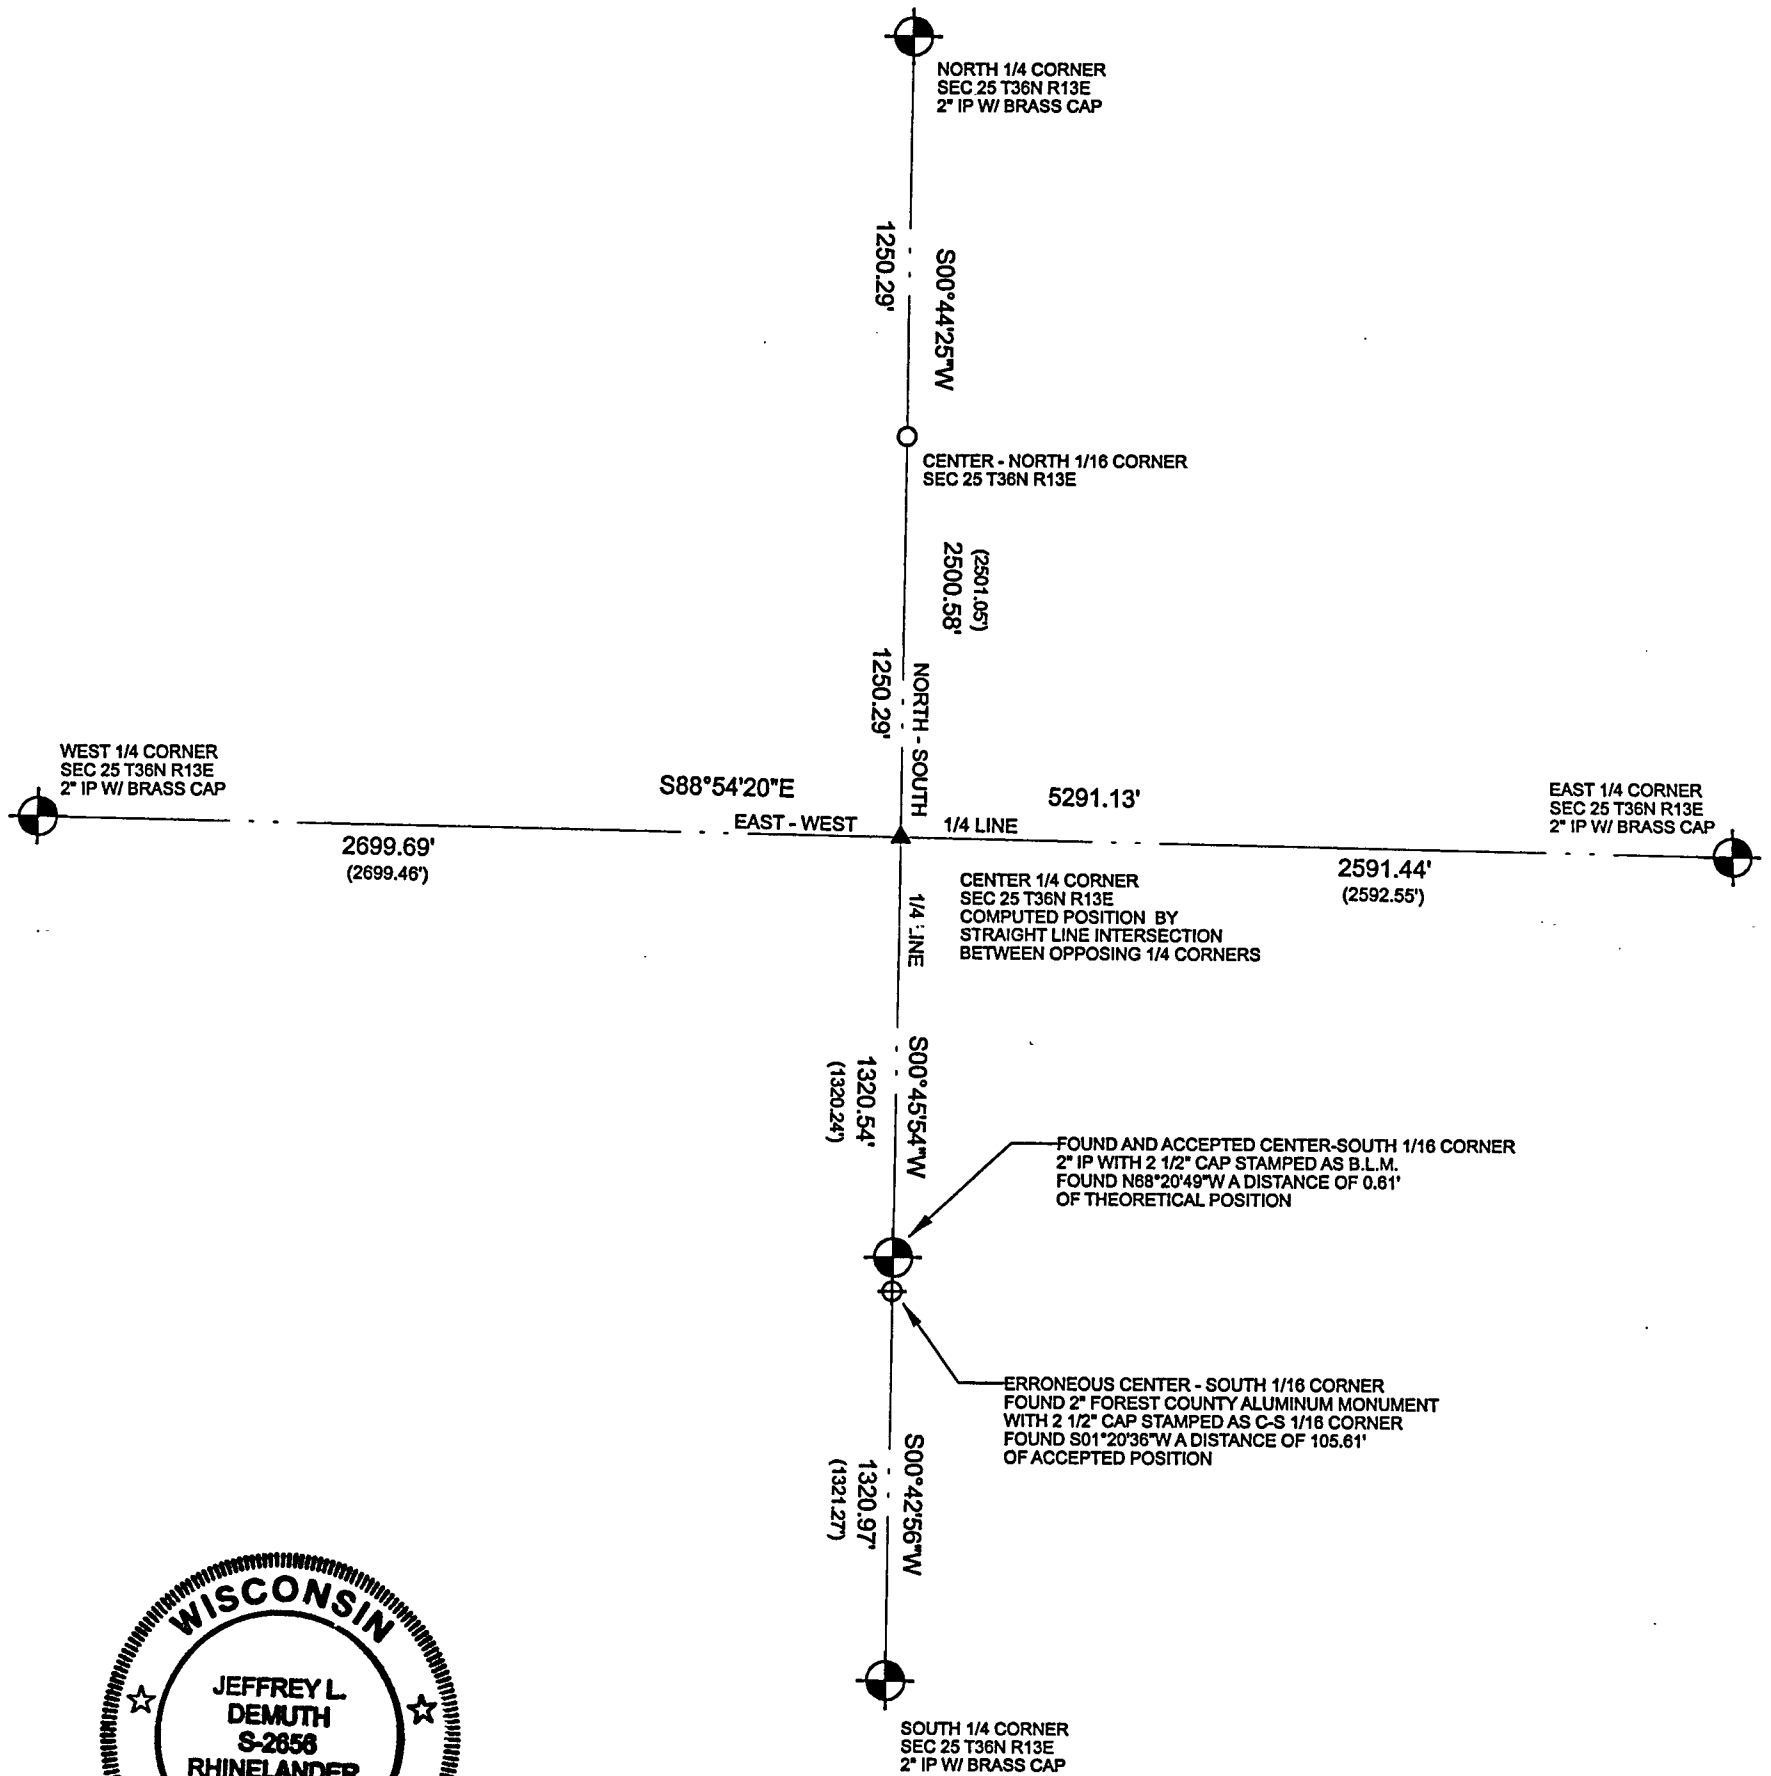 NORTH 1/4 CORNER
SEC 25 T36N R13E
2" IP W/ BRASS CAP
1250.29'
S00°44'25"W
CENTER - NORTH 1/16 CORNER
SEC 25 T36N R13E
(2501.05')
2500.58'
1250.29'
NORTH - SOUTH
WEST 1/4 CORNER
SEC 25 T36N R13E
2" IP W/ BRASS CAP
S88°54'20"E
5291.13'
EAST 1/4 CORNER
SEC 25 T36N R13E
2" IP W/ BRASS CAP
EAST - WEST
1/4 LINE
2699.69'
(2699.46')
2591.44'
(2592.55')
CENTER 1/4 CORNER
SEC 25 T36N R13E
COMPUTED POSITION BY
STRAIGHT LINE INTERSECTION
BETWEEN OPPOSING 1/4 CORNERS
1/4 LINE
S00°45'54"W
1320.54'
(1320.24')
FOUND AND ACCEPTED CENTER-SOUTH 1/16 CORNER
2" IP WITH 2 1/2" CAP STAMPED AS B.L.M.
FOUND N68°20'49"W A DISTANCE OF 0.61'
OF THEORETICAL POSITION
ERRONEOUS CENTER - SOUTH 1/16 CORNER
FOUND 2" FOREST COUNTY ALUMINUM MONUMENT
WITH 2 1/2" CAP STAMPED AS C-S 1/16 CORNER
FOUND S01°20'36"W A DISTANCE OF 105.61'
OF ACCEPTED POSITION
S00°42'56"W
1320.97'
(1321.27')
WISCONSIN
JEFFREY L.
DEMUTH
S-2656
RHINELANDER
SOUTH 1/4 CORNER
SEC 25 T36N R13E
2" IP W/ BRASS CAP